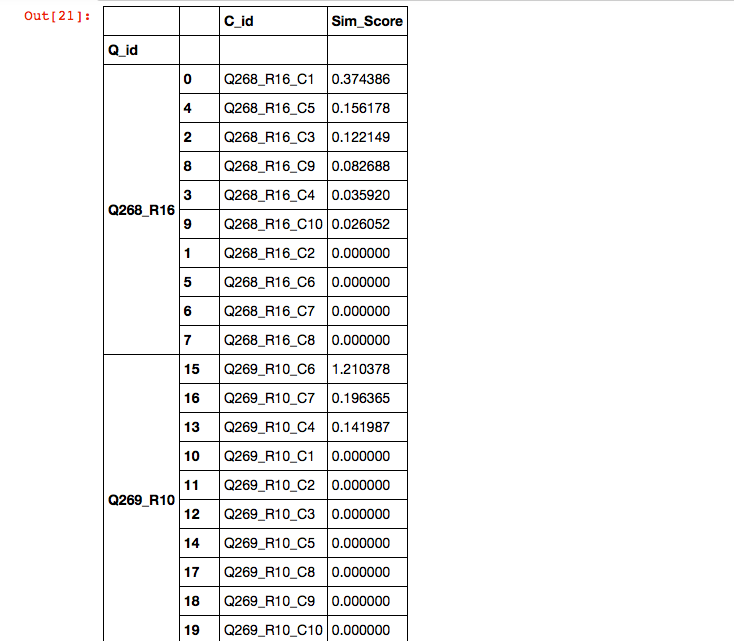 Out[21]:
C_id Sim_Score
Q_id
Q268_R16 0 Q268_R16_C1 0.374386
4 Q268_R16_C5 0.156178
2 Q268_R16_C3 0.122149
8 Q268_R16_C9 0.082688
3 Q268_R16_C4 0.035920
9 Q268_R16_C10 0.026052
1 Q268_R16_C2 0.000000
5 Q268_R16_C6 0.000000
6 Q268_R16_C7 0.000000
7 Q268_R16_C8 0.000000
Q269_R10 15 Q269_R10_C6 1.210378
16 Q269_R10_C7 0.196365
13 Q269_R10_C4 0.141987
10 Q269_R10_C1 0.000000
11 Q269_R10_C2 0.000000
12 Q269_R10_C3 0.000000
14 Q269_R10_C5 0.000000
17 Q269_R10_C8 0.000000
18 Q269_R10_C9 0.000000
19 Q269_R10_C10 0.000000